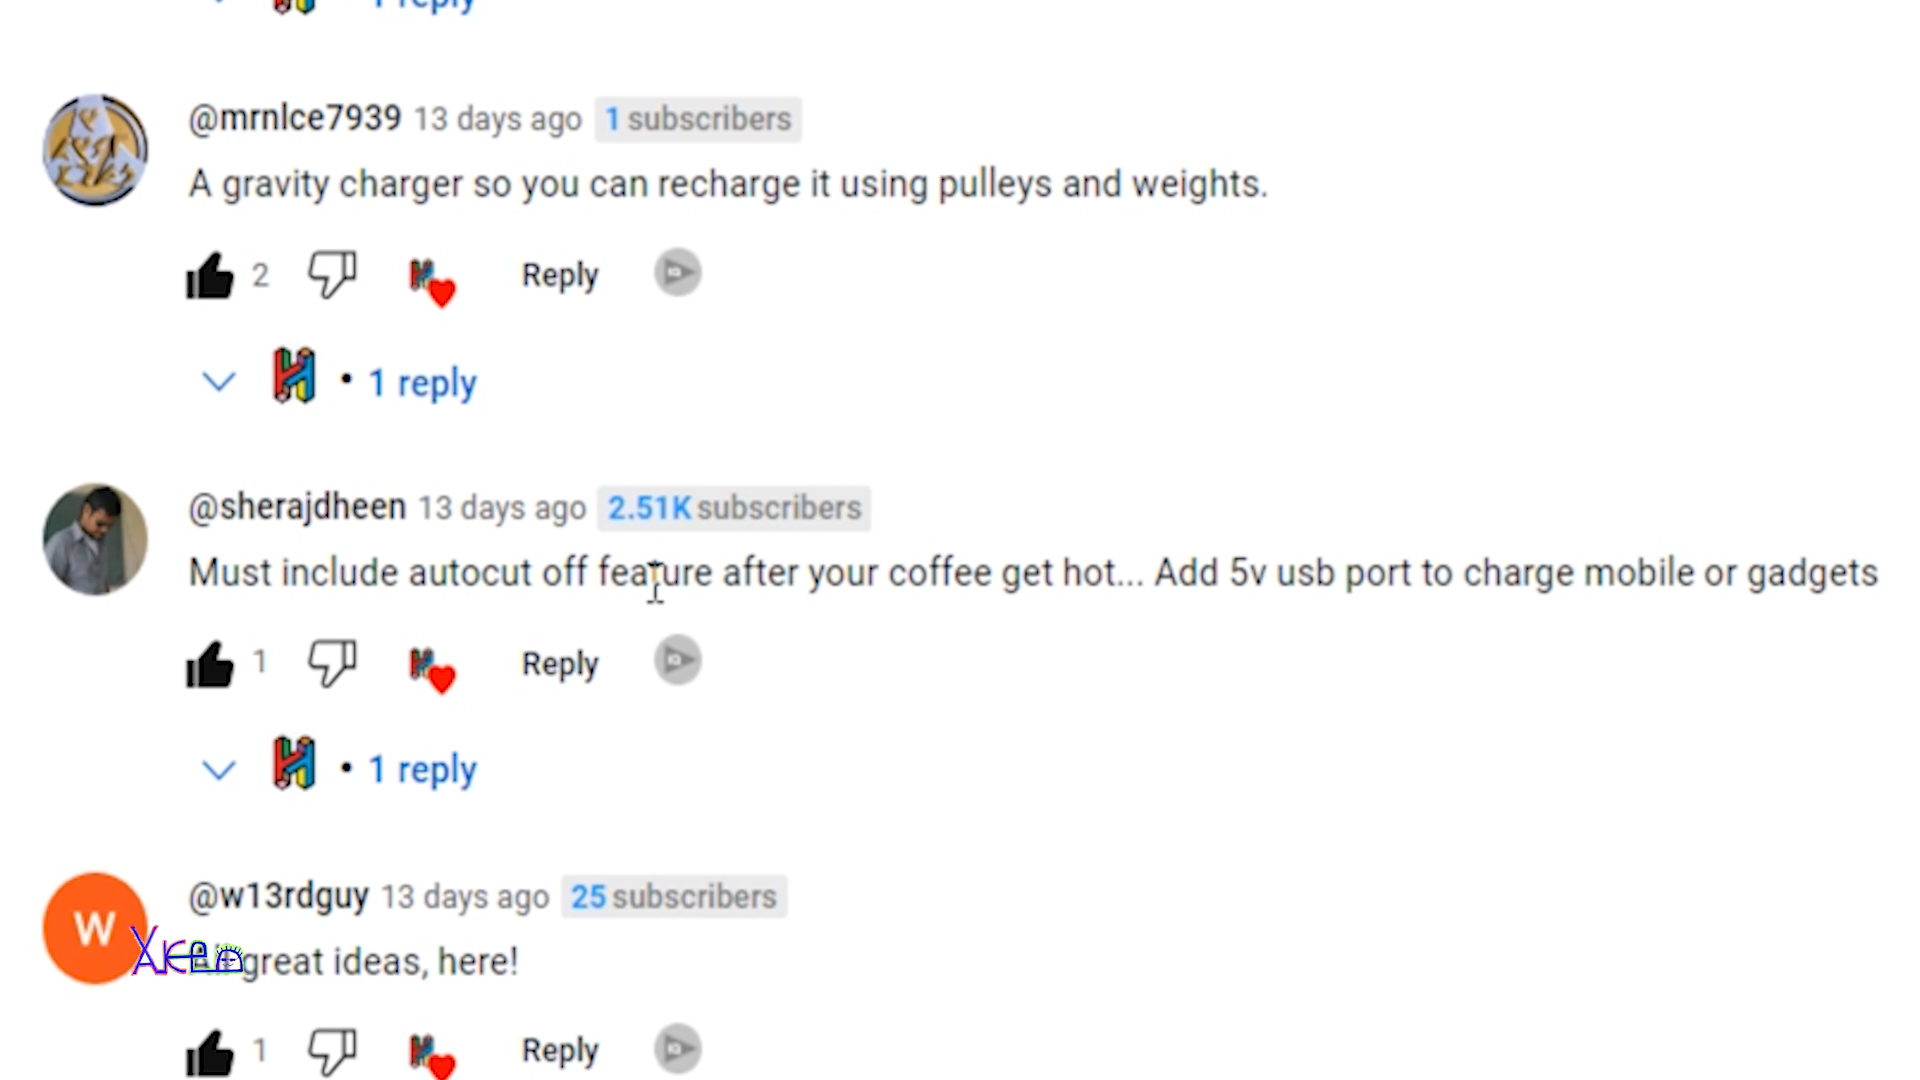 1 reply
@mrnlce7939 13 days ago 1 subscribers
A gravity charger so you can recharge it using pulleys and weights.
2 Reply
1 reply
@sherajdheen 13 days ago 2.51K subscribers
Must include autocut off feature after your coffee get hot... Add 5v usb port to charge mobile or gadgets
1 Reply
1 reply
@w13rdguy 13 days ago 25 subscribers
W
great ideas, here!
1 Reply